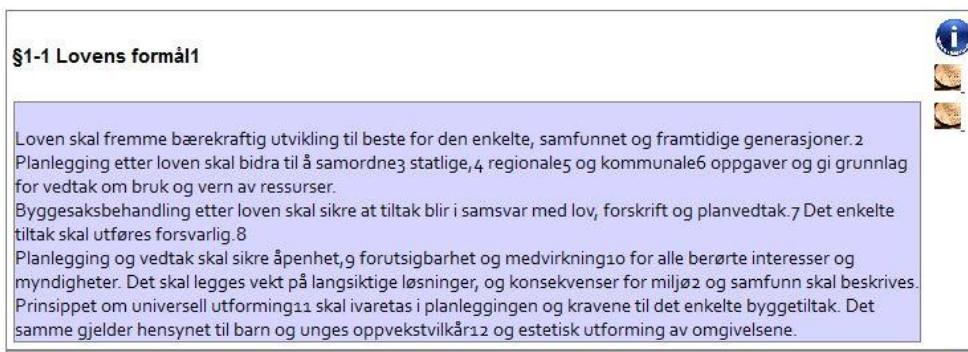 §1-1 Lovens formål1
Loven skal fremme bærekraftig utvikling til beste for den enkelte, samfunnet og framtidige generasjoner.2
Planlegging etter loven skal bidra til å samordne3 statlige,4 regionale5 og kommunale6 oppgaver og gi grunnlag
for vedtak om bruk og vern av ressurser.
Byggesaksbehandling etter loven skal sikre at tiltak blir i samsvar med lov, forskrift og planvedtak.7 Det enkelte
tiltak skal utføres forsvarlig.8
Planlegging og vedtak skal sikre åpenhet,9 forutsigbarhet og medvirkning10 for alle berørte interesser og
myndigheter. Det skal legges vekt på langsiktige løsninger, og konsekvenser for miljø2 og samfunn skal beskrives.
Prinsippet om universell utforming11 skal ivaretas i planleggingen og kravene til det enkelte byggetiltak. Det
samme gjelder hensynet til barn og unges oppvekstvilkår12 og estetisk utforming av omgivelsene.